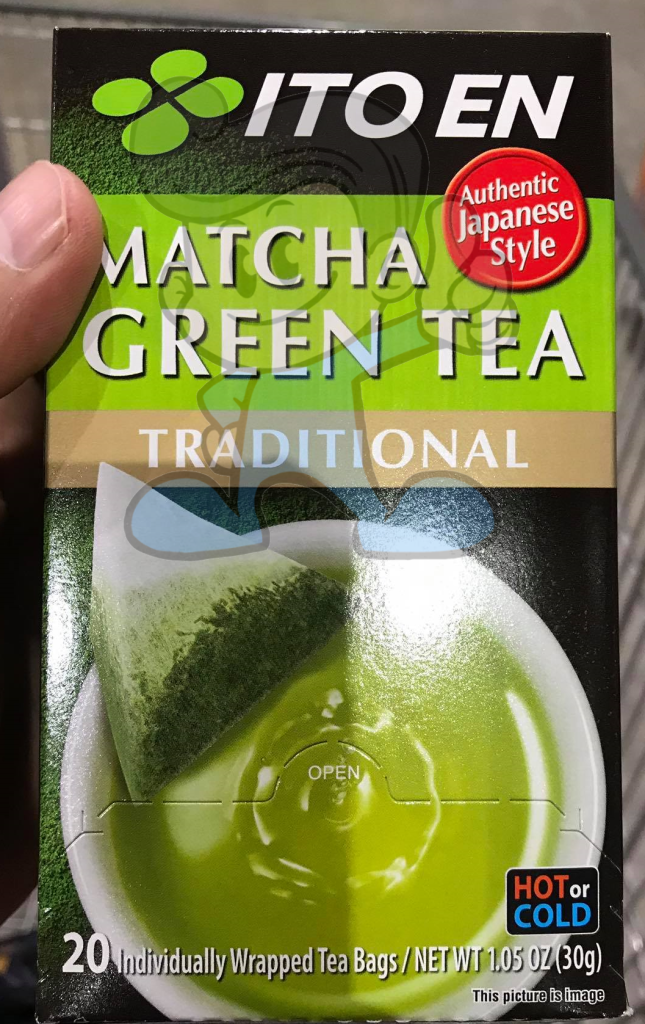 ITO EN
Authentic
Japanese
Style
MATCHA
GREEN TEA
TRADITIONAL
OPEN
HOT or
COLD
20 Individually Wrapped Tea Bags / NET WT 1.05 OZ (30g)
This picture is image